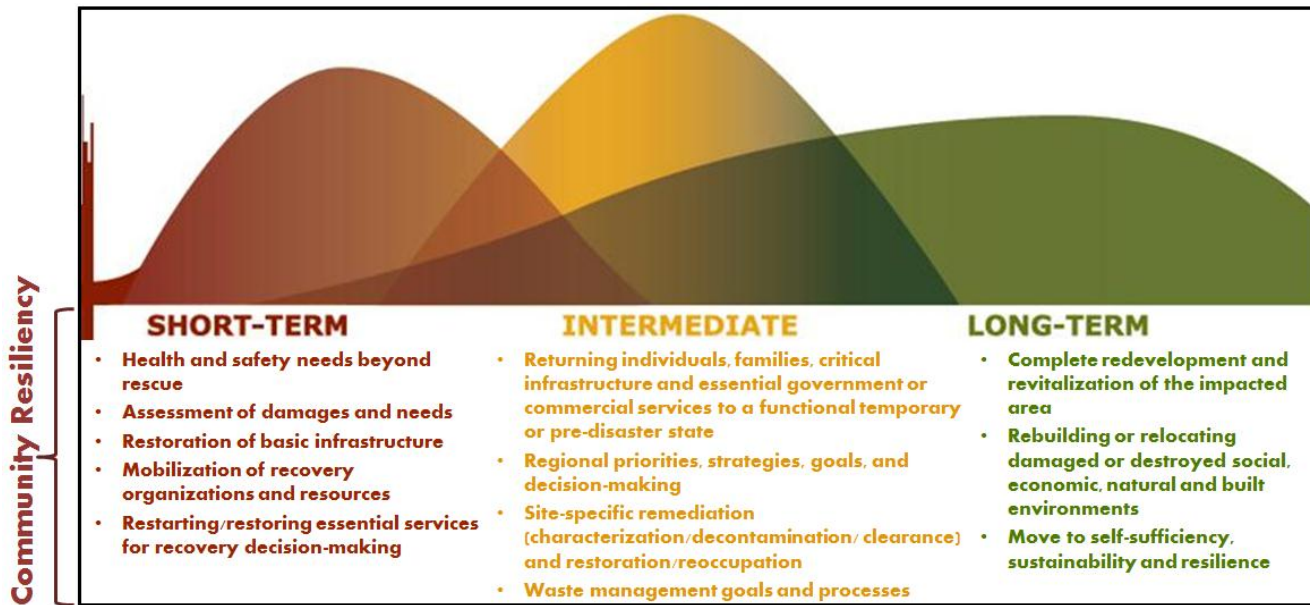 Community Resiliency
SHORT-TERM
• Health and safety needs beyond
rescue
• Assessment of damages and needs
• Restoration of basic infrastructure
• Mobilization of recovery
organizations and resources
• Restarting/restoring essential services
for recovery decision-making
INTERMEDIATE
• Returning individuals, families, critical
infrastructure and essential government or
commercial services to a functional temporary
or pre-disaster state
• Regional priorities, strategies, goals, and
decision-making
• Site-specific remediation
(characterization/decontamination/ clearance)
and restoration/reoccupation
• Waste management goals and processes
LONG-TERM
• Complete redevelopment and
revitalization of the impacted
area
• Rebuilding or relocating
damaged or destroyed social,
economic, natural and built
environments
• Move to self-sufficiency,
sustainability and resilience